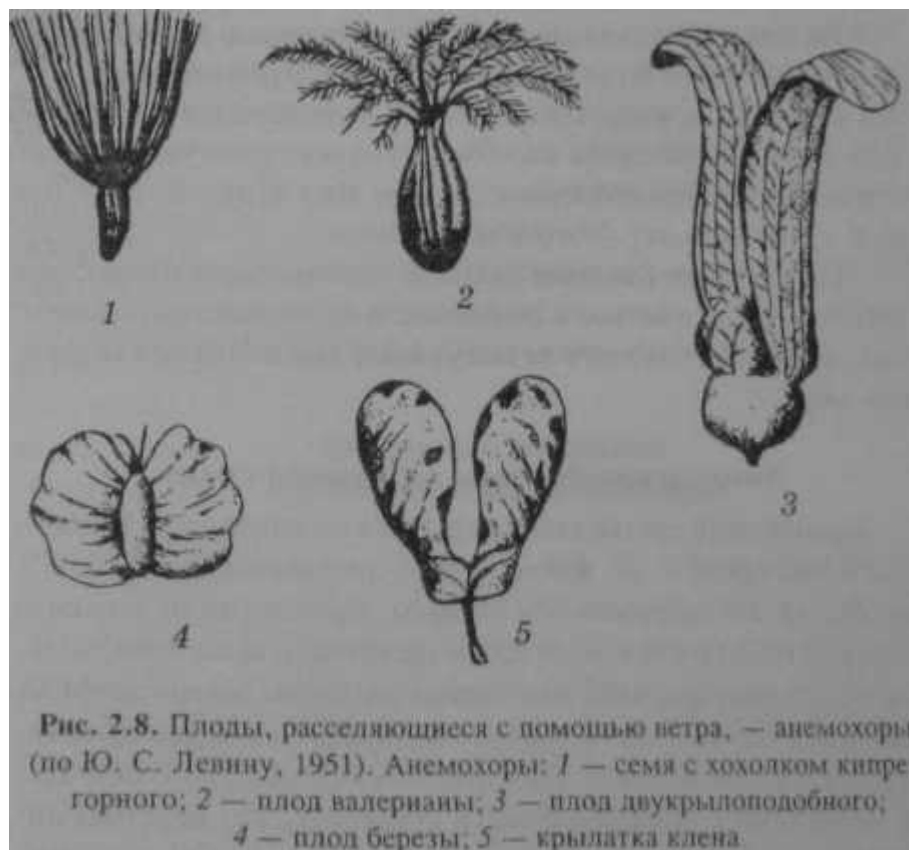 1
2
3
4
5
Рис. 2.8. Плоды, расселяющиеся с помощью ветра, — анемохоры
(по Ю. С. Левину, 1951). Анемохоры: 1 — семя с хохолком кипре
горного; 2 — плод валерианы; 3 — плод двукрылоподобного;
4 — плод березы; 5 — крылатка клена